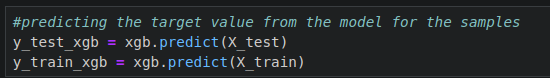 #predicting the target value from the model for the samples
y_test_xgb = xgb.predict(X_test)
y_train_xgb = xgb.predict(X_train)